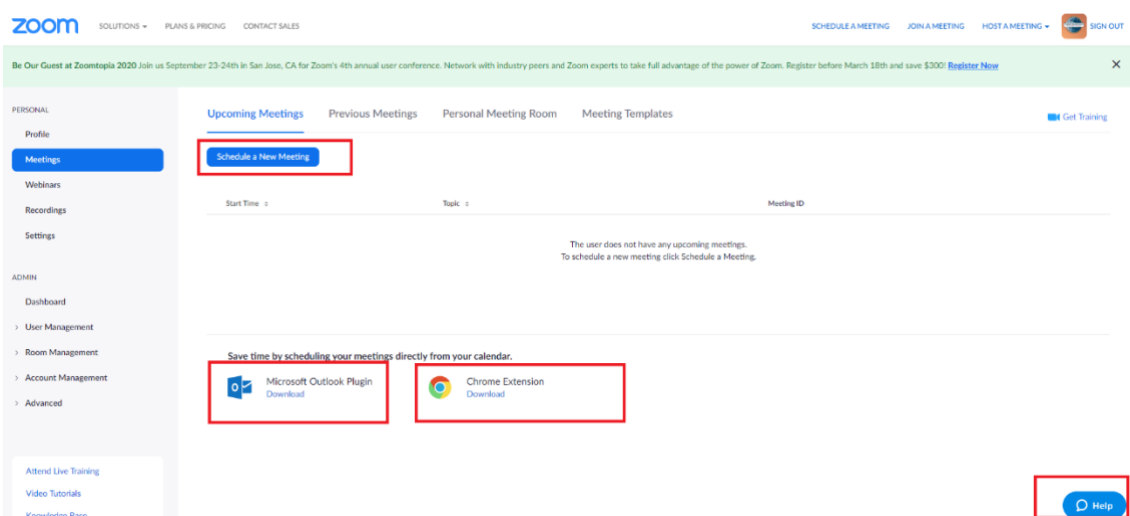 zoom SOLUTIONS PLANS & PRICING CONTACT SALES SCHEDULE A MEETING JOIN A MEETING HOST A MEETING SIGN OUT
Be Our Guest at Zoomtopia 2020 Join us September 23-24th in San Jose, CA for Zoom's 4th annual user conference. Network with industry peers and Zoom experts to take full advantage of the power of Zoom. Register before March 18th and save $300! Register Now
PERSONAL
Profile
Meetings
Webinars
Recordings
Settings
ADMIN
Dashboard
User Management
Room Management
Account Management
Advanced
Attend Live Training
Video Tutorials
Knowledge Base
Upcoming Meetings Previous Meetings Personal Meeting Room Meeting Templates
Get Training
Schedule a New Meeting
Start Time Topic Meeting ID
The user does not have any upcoming meetings.
To schedule a new meeting click Schedule a Meeting.
Save time by scheduling your meetings directly from your calendar.
Microsoft Outlook Plugin
Download
Chrome Extension
Download
Help